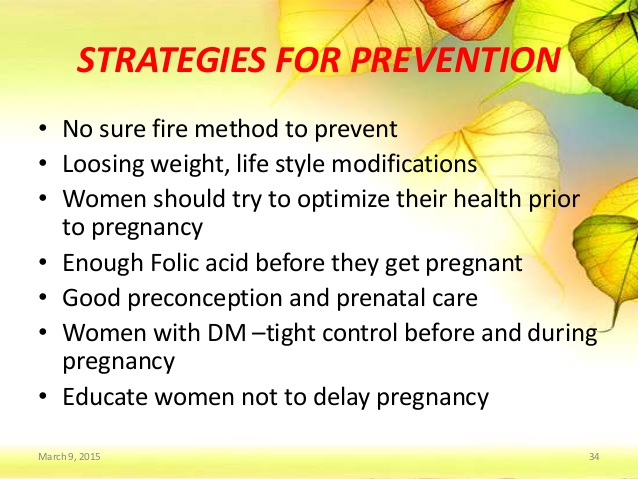 STRATEGIES FOR PREVENTION
• No sure fire method to prevent
• Loosing weight, life style modifications
• Women should try to optimize their health prior
to pregnancy
• Enough Folic acid before they get pregnant
• Good preconception and prenatal care
• Women with DM –tight control before and during
pregnancy
• Educate women not to delay pregnancy
March 9, 2015
34